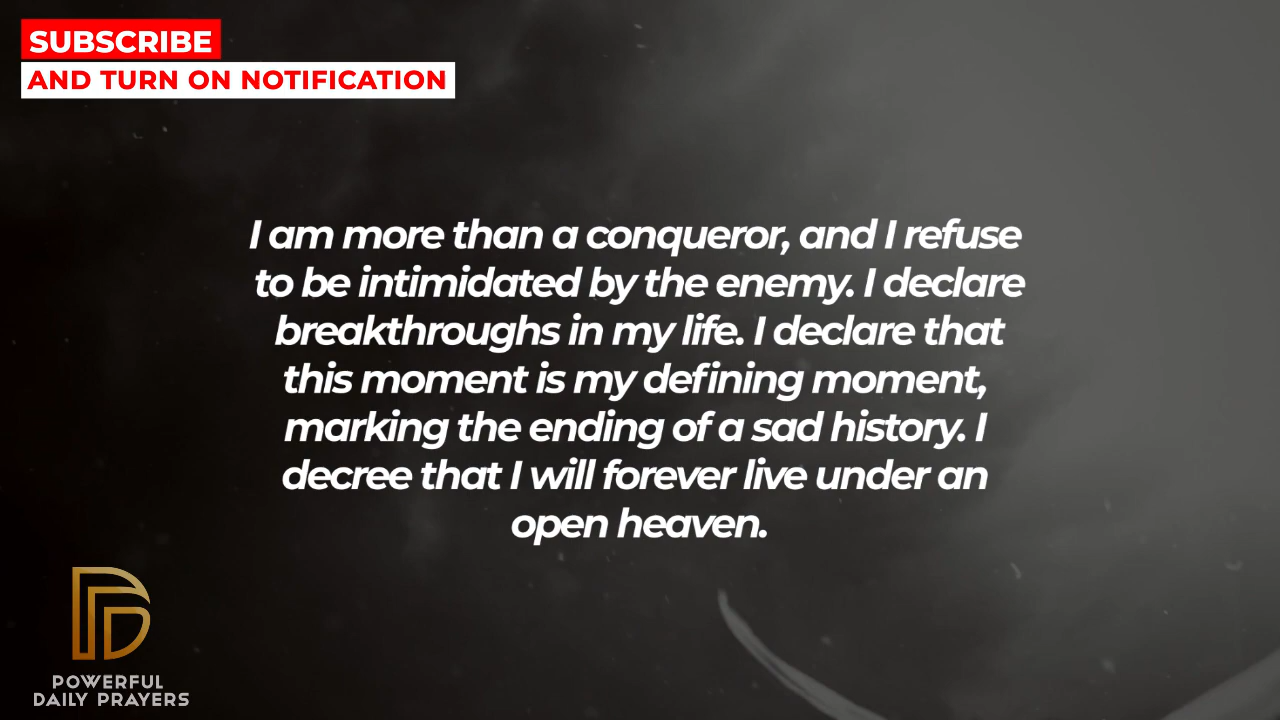 SUBSCRIBE
AND TURN ON NOTIFICATION
I am more than a conqueror, and I refuse
to be intimidated by the enemy. I declare
breakthroughs in my life. I declare that
this moment is my defining moment,
marking the ending of a sad history. I
decree that I will forever live under an
open heaven.
POWERFUL
DAILY PRAYERS